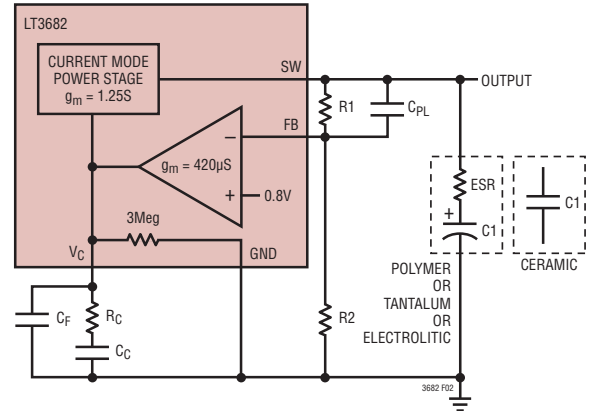 LT3682
CURRENT MODE
POWER STAGE
gm = 1.25S
SW
OUTPUT
R1
CPL
FB
–
gm = 420µS
+
0.8V
ESR
+
C1
C1
3Meg
VC
GND
CERAMIC
POLYMER
OR
TANTALUM
OR
ELECTROLITIC
CF
RC
CC
R2
3682 F02